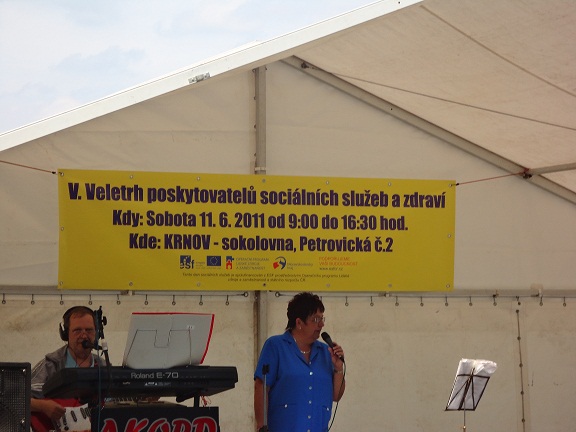 V. Veletrh poskytovatelů sociálních služeb a zdraví
Kdy: Sobota 11. 6. 2011 od 9:00 do 16:30 hod.
Kde: KRNOV - sokolovna, Petrovická č.2
esf
Roland E-70
AKORD